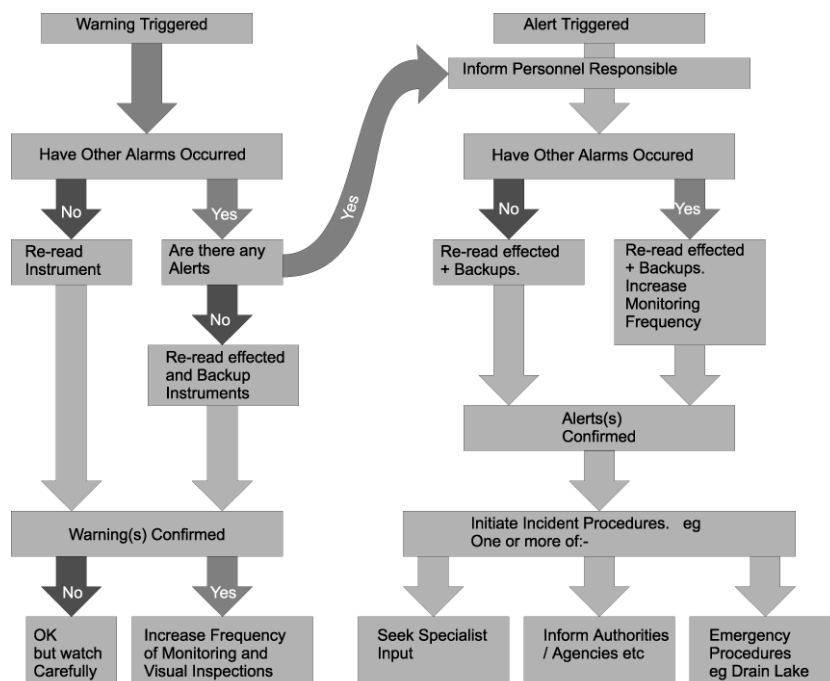 Warning Triggered
Have Other Alarms Occurred
No
Yes
Re-read
Instrument
Are there any
Alerts
Yes
No
Re-read effected
and Backup
Instruments
Warning(s) Confirmed
No
Yes
OK
but watch
Carefully
Increase Frequency
of Monitoring and
Visual Inspections
Alert Triggered
Inform Personnel Responsible
Have Other Alarms Occured
No
Yes
Re-read effected
+ Backups.
Re-read effected
+ Backups.
Increase
Monitoring
Frequency
Alerts(s)
Confirmed
Initiate Incident Procedures. eg
One or more of:-
Seek Specialist
Input
Inform Authorities
/ Agencies etc
Emergency
Procedures
eg Drain Lake